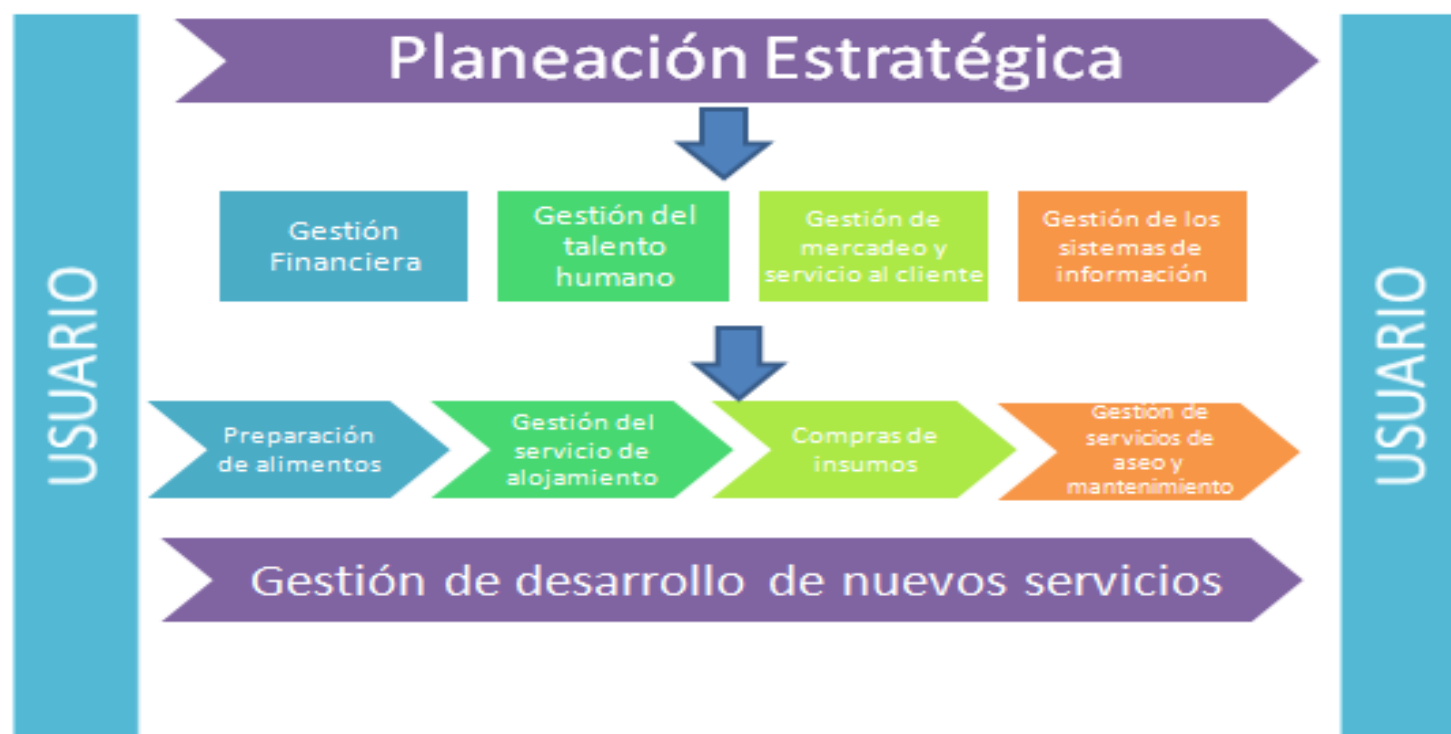 USUARIO
Planeación Estratégica
Gestión
Financiera
Gestión del
talento
humano
Gestión de
mercadeo y
servicio al cliente
Gestión de los
sistemas de
información
Preparación
de alimentos
Gestión del
servicio de
alojamiento
Compras de
insumos
Gestión de
servicios de
aseo y
mantenimiento
Gestión de desarrollo de nuevos servicios
USUARIO